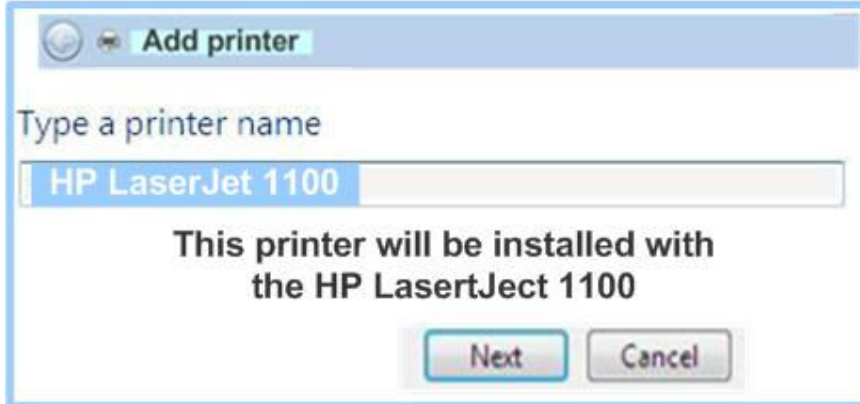 Add printer
Type a printer name
HP LaserJet 1100
This printer will be installed with
the HP LasertJect 1100
Next Cancel